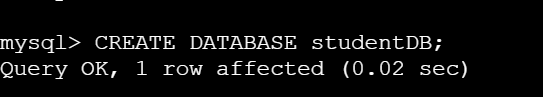 mysql> CREATE DATABASE studentDB;
Query OK, 1 row affected (0.02 sec)